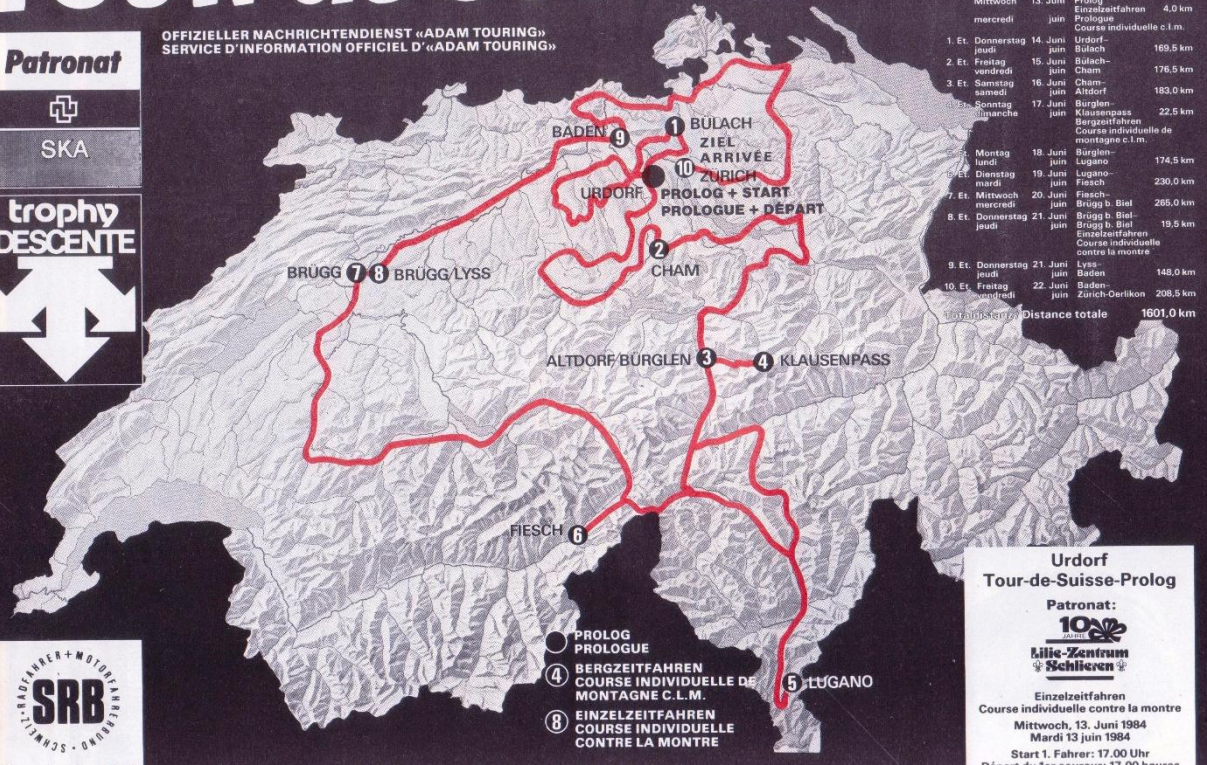 OFFIZIELLER NACHRICHTENDIENST «ADAM TOURING»
SERVICE D'INFORMATION OFFICIEL D'«ADAM TOURING»
Patronat
SKA
trophy
DESCENTE
Mittwoch 13. Juni Prolog
Einzelzeitfahren 4,0 km
mercredi juin Prologue
Course individuelle c.l.m.
1. Et. Donnerstag 14. Juni Urdorf–
jeudi juin Bülach 169,5 km
2. Et. Freitag 15. Juni Bülach–
vendredi juin Cham 176,5 km
3. Et. Samstag 16. Juni Cham–
samedi juin Altdorf 183,0 km
Et. Sonntag 17. Juni Bürglen–
dimanche juin Klausenpass 22,5 km
Bergzeitfahren
Course individuelle de
montagne c.l.m.
Et. Montag 18. Juni Bürglen–
lundi juin Lugano 174,5 km
Et. Dienstag 19. Juni Lugano–
mardi juin Fiesch 230,0 km
7. Et. Mittwoch 20. Juni Fiesch–
mercredi juin Brügg b. Biel 265,0 km
8. Et. Donnerstag 21. Juni Brügg b. Biel–
jeudi juin Brügg b. Biel 19,5 km
Einzelzeitfahren
Course individuelle
contre la montre
9. Et. Donnerstag 21. Juni Lyss–
jeudi juin Baden 148,0 km
10. Et. Freitag 22. Juni Baden–
vendredi juin Zürich-Oerlikon 208,5 km
Distance totale 1601,0 km
BADEN 9
1 BÜLACH
ZIEL
ARRIVÉE
10 ZÜRICH
URDORF PROLOG + START
PROLOGUE + DÉPART
2
CHAM
BRÜGG 7 8 BRÜGG/LYSS
ALTDORF/BÜRGLEN 3 4 KLAUSENPASS
FIESCH 6
5 LUGANO
PROLOG
PROLOGUE
4 BERGZEITFAHREN
COURSE INDIVIDUELLE DE
MONTAGNE C.L.M.
8 EINZELZEITFAHREN
COURSE INDIVIDUELLE
CONTRE LA MONTRE
SCHWEIZ. RADFAHRER + MOTORFAHRERBUND
SRB
Urdorf
Tour-de-Suisse-Prolog
Patronat:
10
JAHRE
Lilie-Zentrum
Schlieren
Einzelzeitfahren
Course individuelle contre la montre
Mittwoch, 13. Juni 1984
Mardi 13 juin 1984
Start 1. Fahrer: 17.00 Uhr